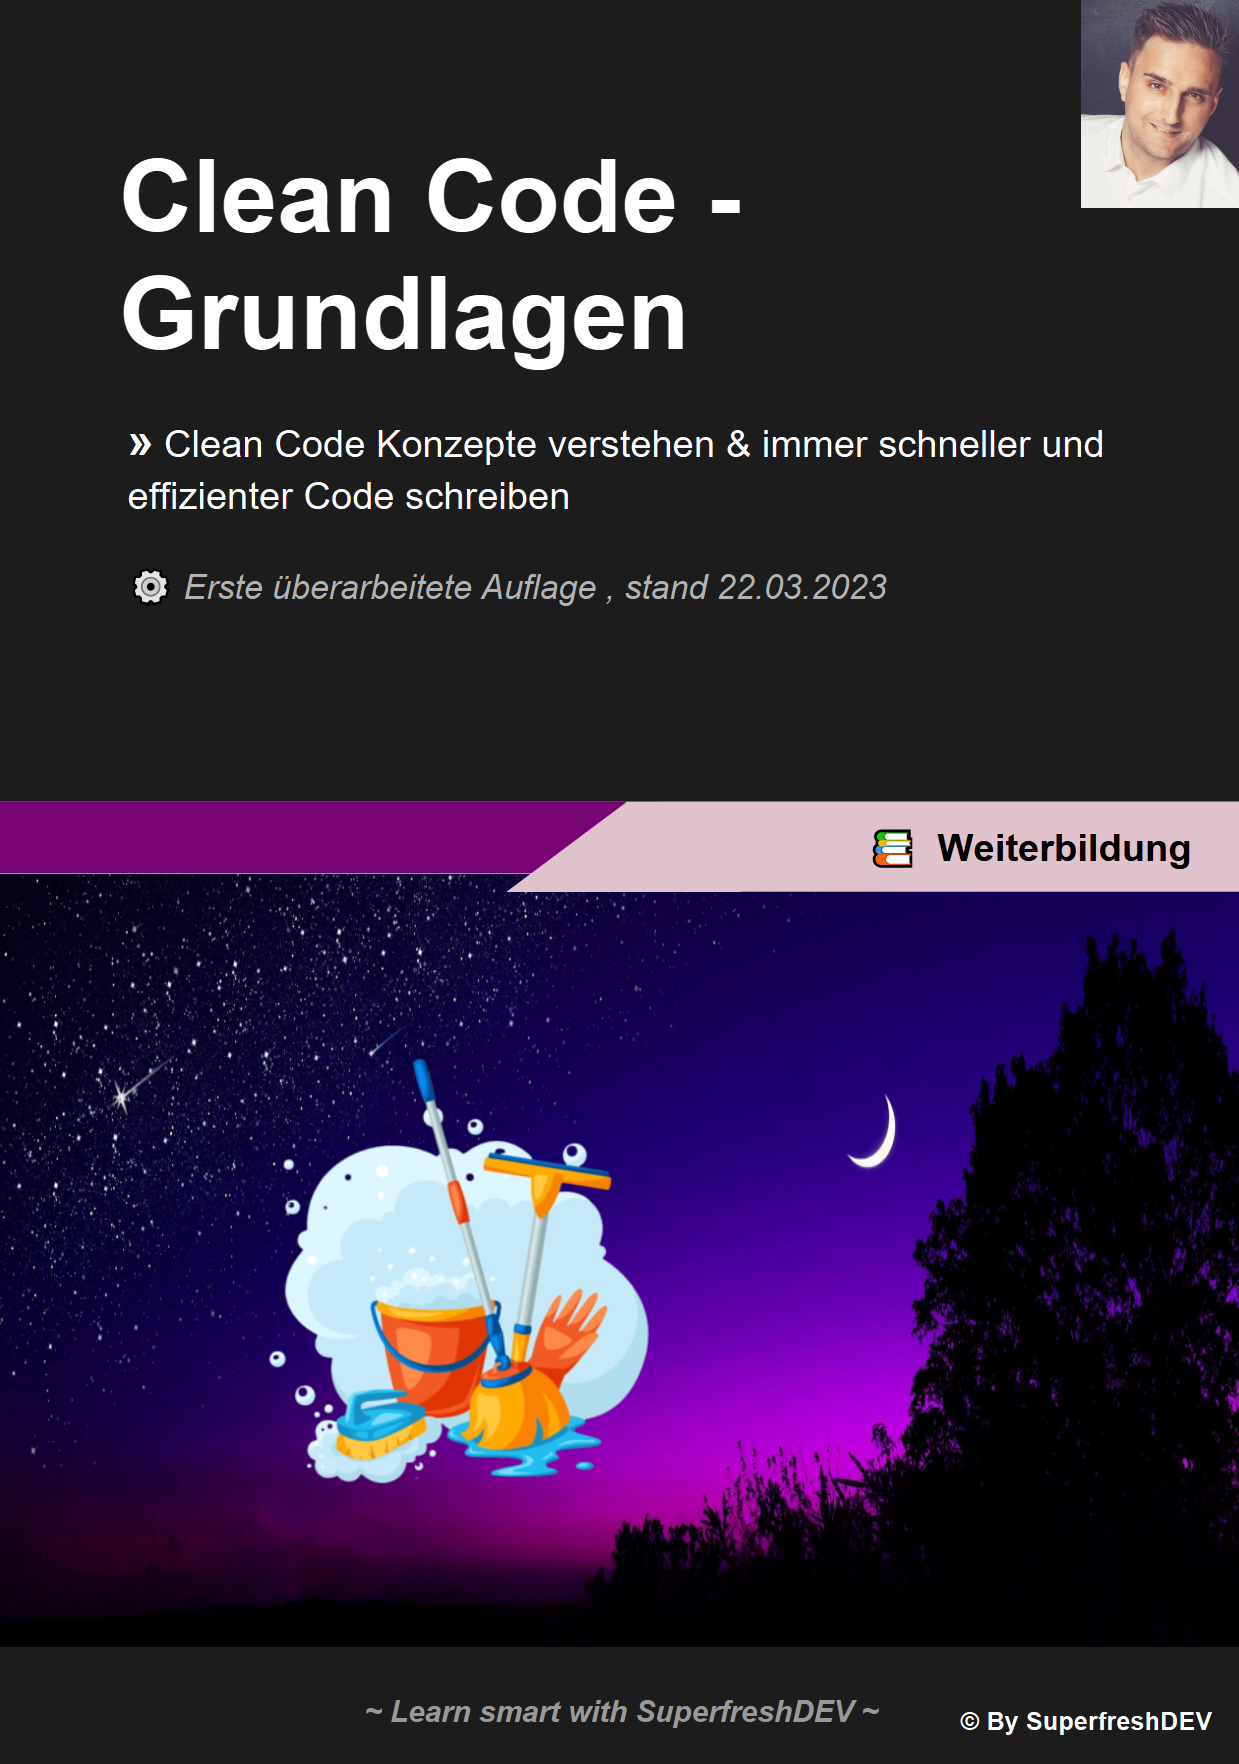 Clean Code -
Grundlagen
» Clean Code Konzepte verstehen & immer schneller und
effizienter Code schreiben
Erste überarbeitete Auflage , stand 22.03.2023
Weiterbildung
~ Learn smart with SuperfreshDEV ~
© By SuperfreshDEV